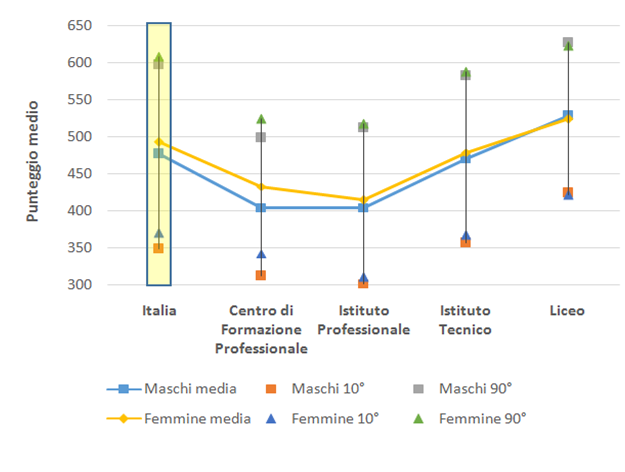 650
600
550
500
450
400
350
300
Punteggio medio
Italia
Centro di
Formazione
Professionale
Istituto
Professionale
Istituto
Tecnico
Liceo
Maschi media
Maschi 10°
Maschi 90°
Femmine media
Femmine 10°
Femmine 90°